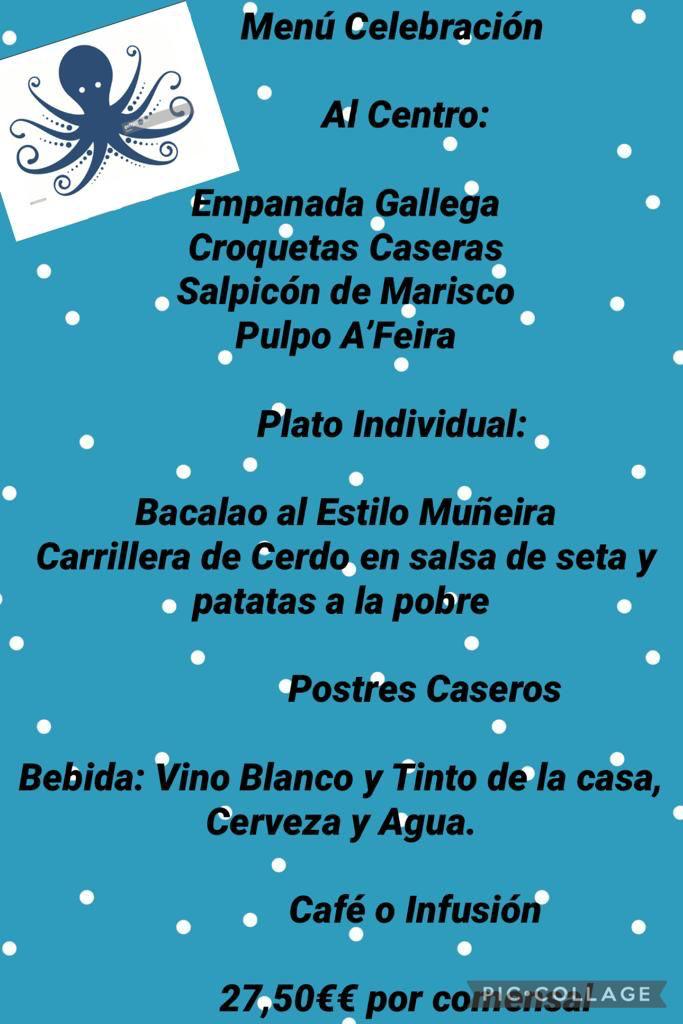 Menú Celebración
Al Centro:
Empanada Gallega
Croquetas Caseras
Salpicón de Marisco
Pulpo A’Feira
Plato Individual:
Bacalao al Estilo Muñeira
Carrillera de Cerdo en salsa de seta y
patatas a la pobre
Postres Caseros
Bebida: Vino Blanco y Tinto de la casa,
Cerveza y Agua.
Café o Infusión
27,50€€ por comensal
PIC•COLLAGE